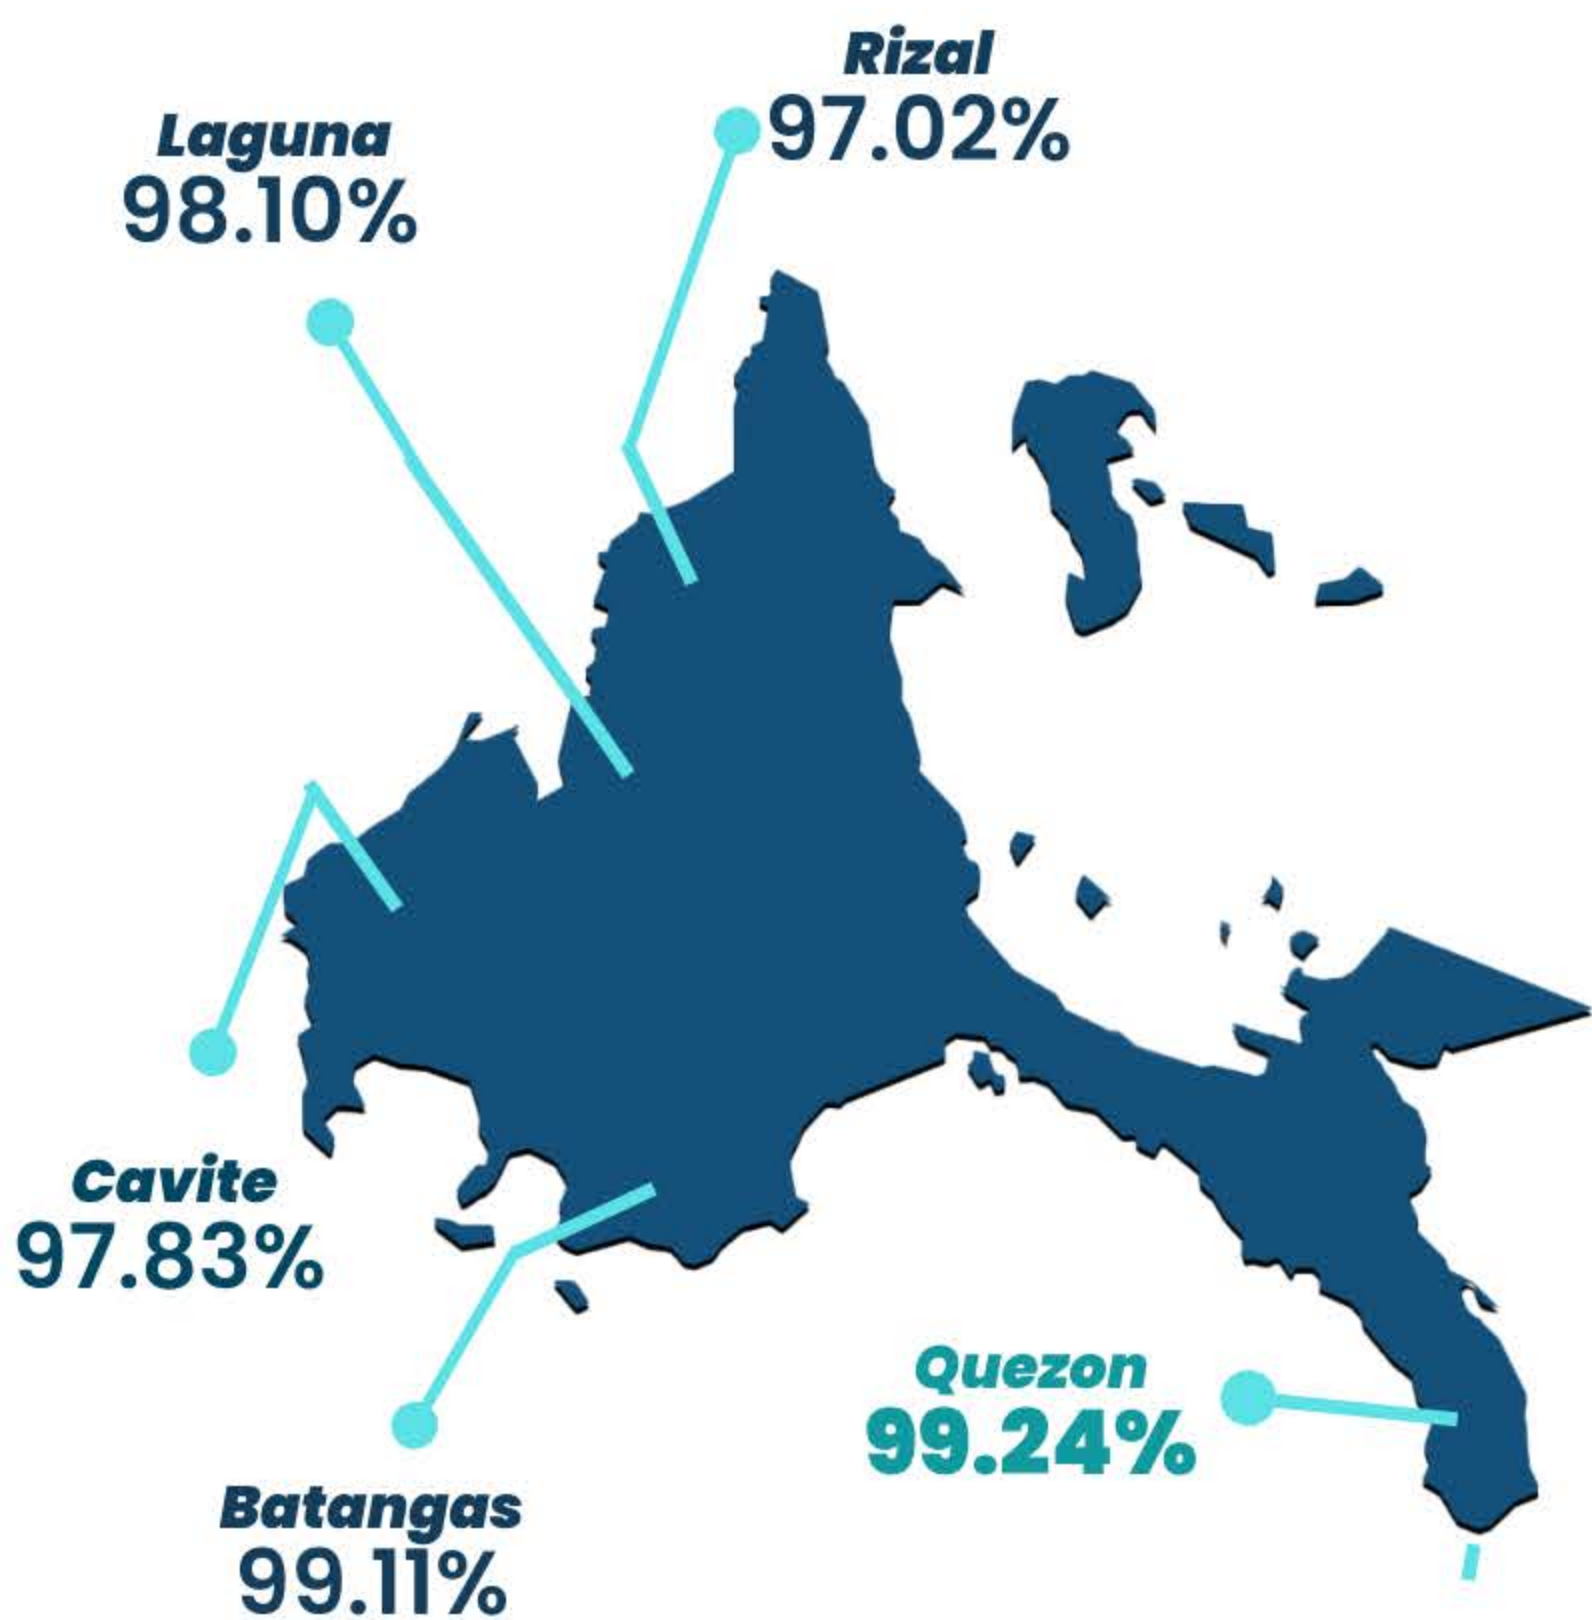 Rizal
97.02%
Laguna
98.10%
Cavite
97.83%
Quezon
99.24%
Batangas
99.11%